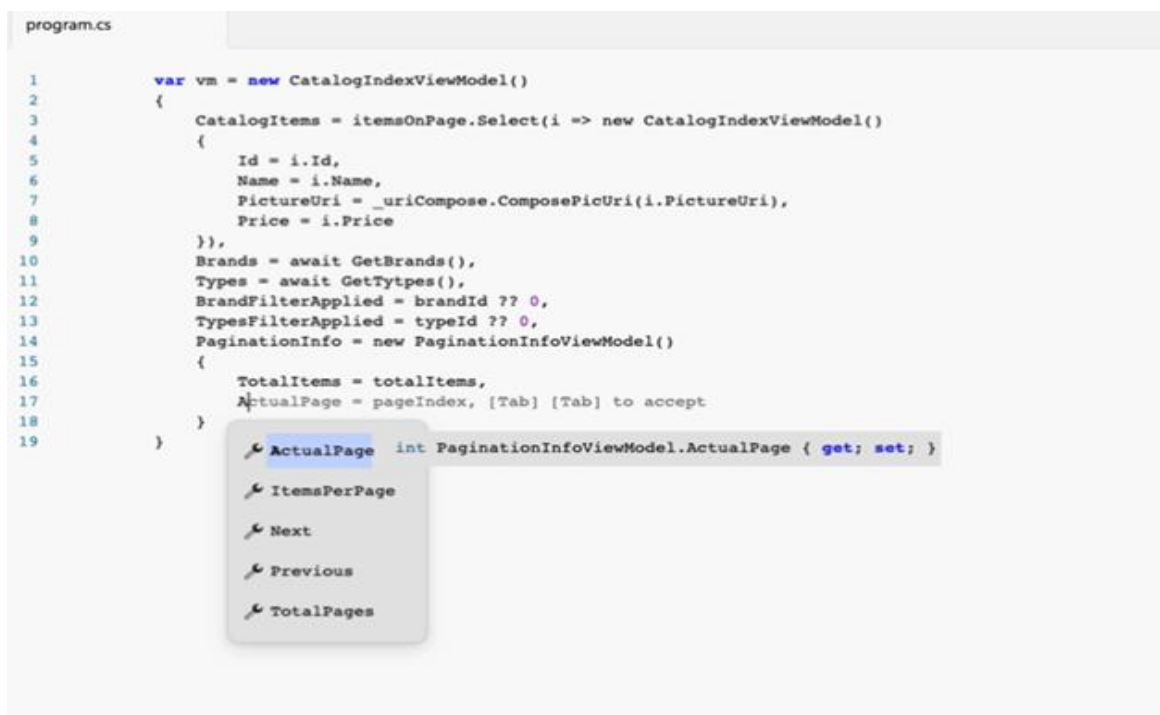 program.cs
1 var vm = new CatalogIndexViewModel()
2 {
3 CatalogItems = itemsOnPage.Select(i => new CatalogIndexViewModel()
4 {
5 Id = i.Id,
6 Name = i.Name,
7 PictureUri = _uriCompose.ComposePicUri(i.PictureUri),
8 Price = i.Price
9 }),
10 Brands = await GetBrands(),
11 Types = await GetTytpes(),
12 BrandFilterApplied = brandId ?? 0,
13 TypesFilterApplied = typeId ?? 0,
14 PaginationInfo = new PaginationInfoViewModel()
15 {
16 TotalItems = totalItems,
17 ActualPage = pageIndex, [Tab] [Tab] to accept
18 }
19 }
ActualPage int PaginationInfoViewModel.ActualPage { get; set; }
ItemsPerPage
Next
Previous
TotalPages